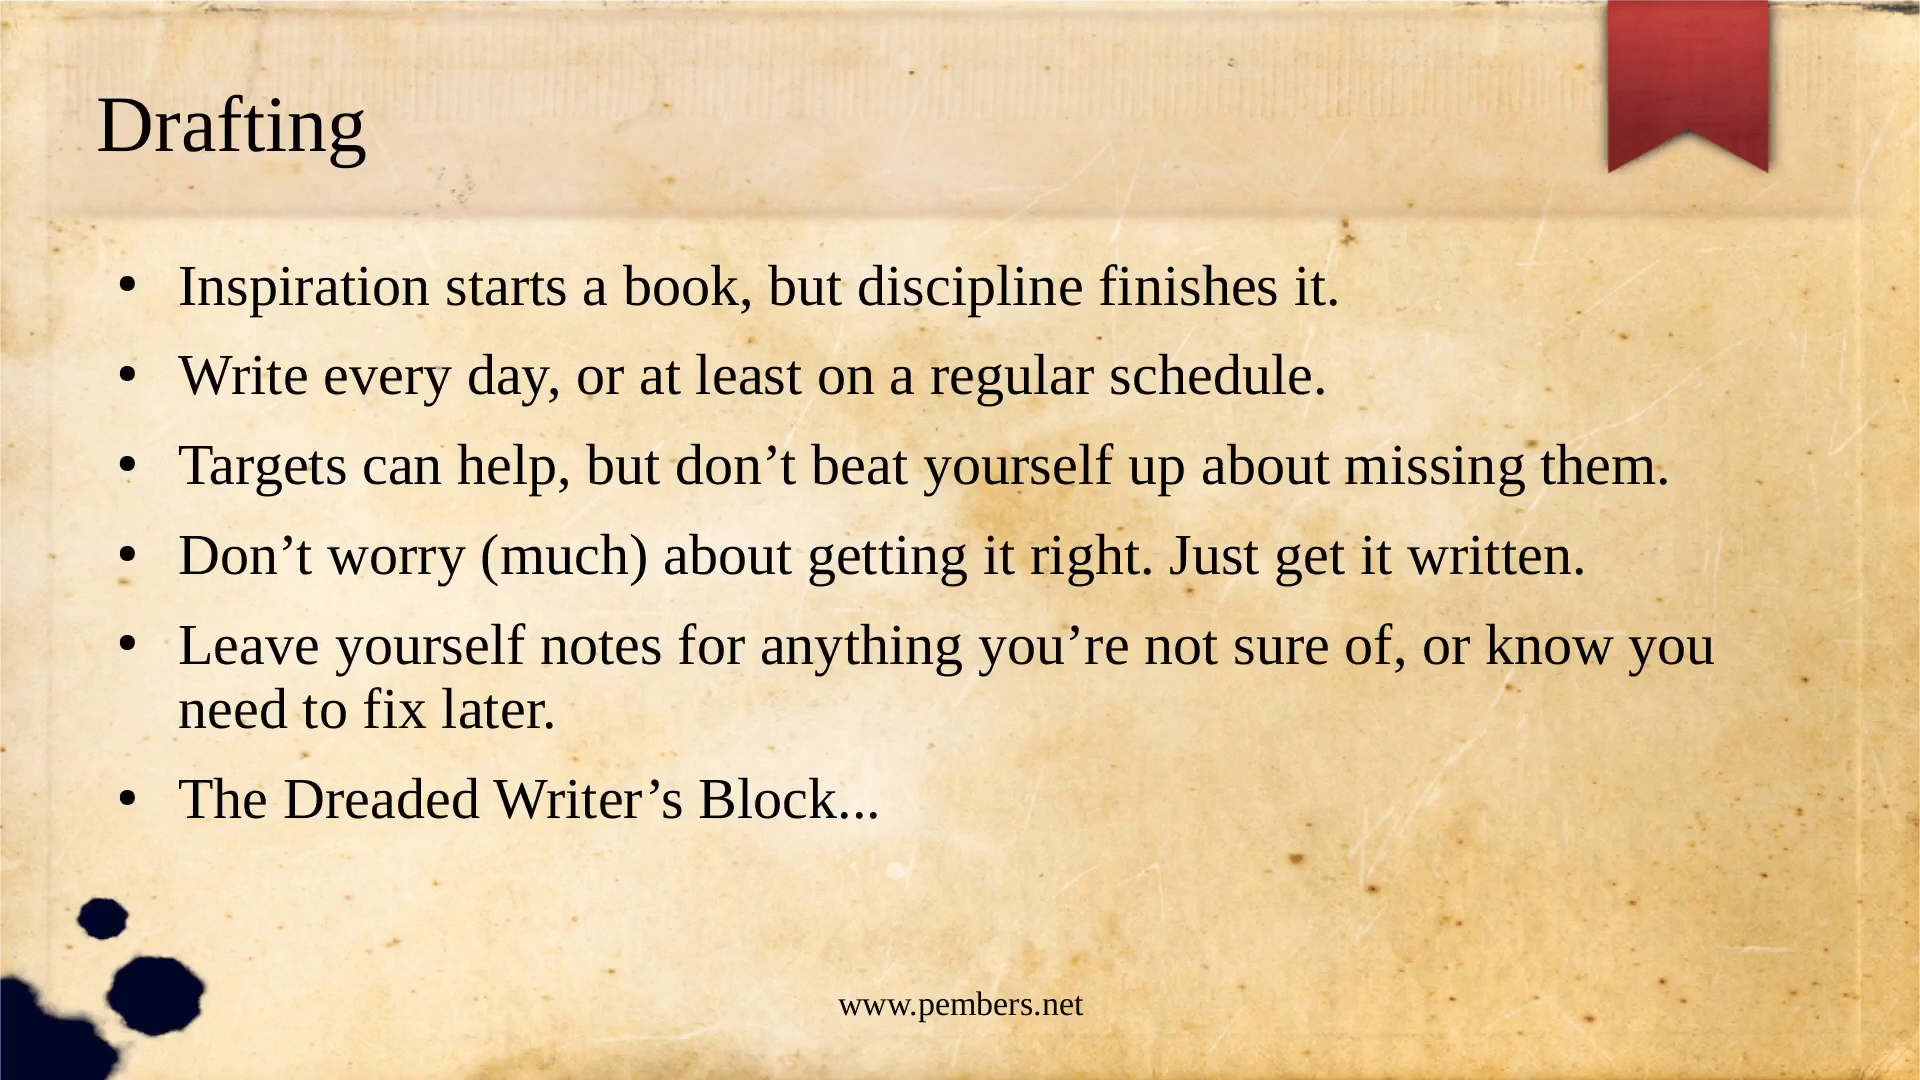 Drafting
• Inspiration starts a book, but discipline finishes it.
• Write every day, or at least on a regular schedule.
• Targets can help, but don’t beat yourself up about missing them.
• Don’t worry (much) about getting it right. Just get it written.
• Leave yourself notes for anything you’re not sure of, or know you
need to fix later.
• The Dreaded Writer’s Block...
www.pembers.net